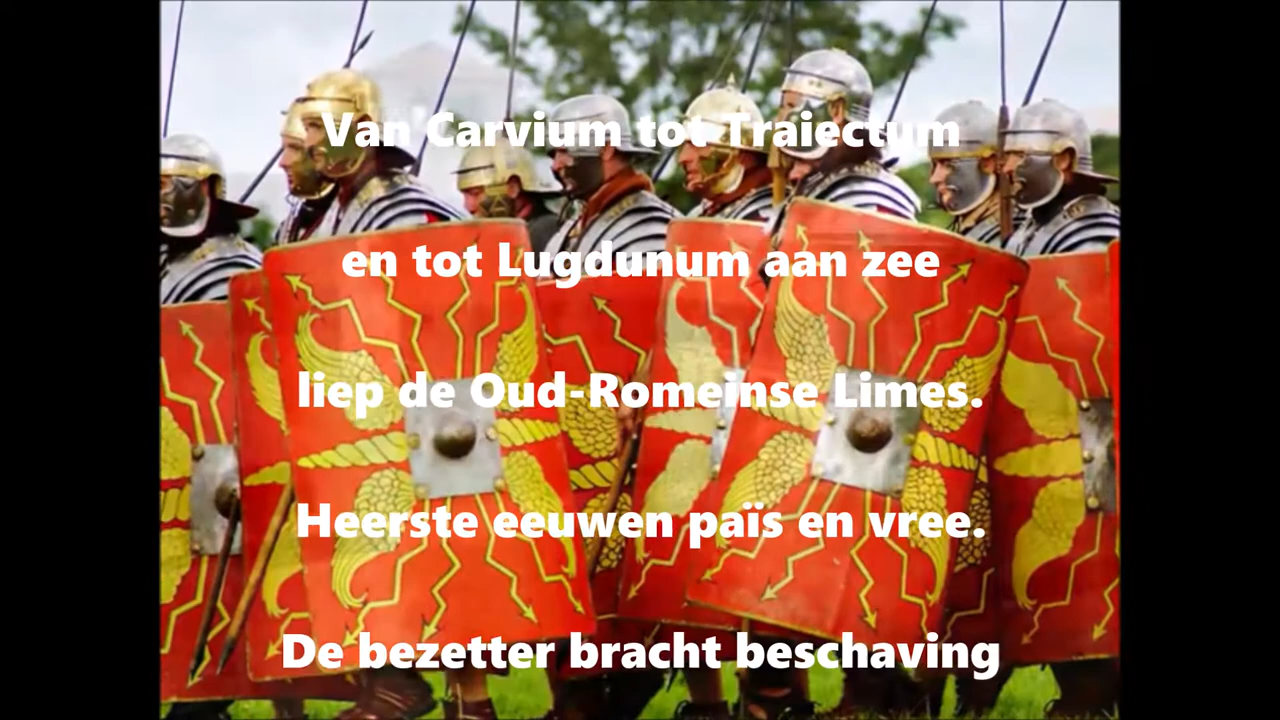 Van Carvium tot Traiectum
en tot Lugdunum aan zee
liep de Oud-Romeinse Limes.
Heerste eeuwen païs en vree.
De bezetter bracht beschaving